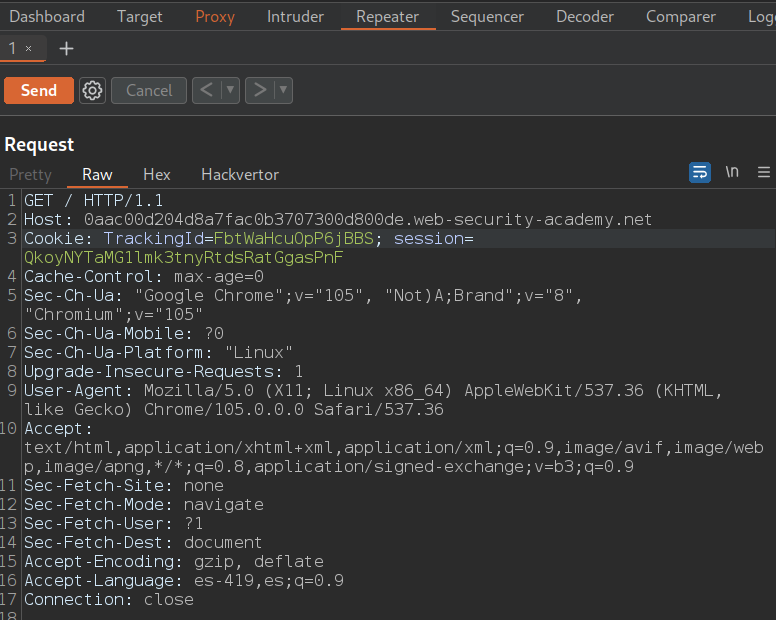 Dashboard Target Proxy Intruder Repeater Sequencer Decoder Comparer Log
1 × +
Send Cancel < > 
Request
Pretty Raw Hex Hackvertor \n
1 GET / HTTP/1.1
2 Host: 0aac00d204d8a7fac0b3707300d800de.web-security-academy.net
3 Cookie: TrackingId=FbtWaHcuOpP6jBBS; session=
QkoyNYTaMG1lmk3tnyRtdsRatGgasPnF
4 Cache-Control: max-age=0
5 Sec-Ch-Ua: "Google Chrome";v="105", "Not)A;Brand";v="8",
"Chromium";v="105"
6 Sec-Ch-Ua-Mobile: ?0
7 Sec-Ch-Ua-Platform: "Linux"
8 Upgrade-Insecure-Requests: 1
9 User-Agent: Mozilla/5.0 (X11; Linux x86_64) AppleWebKit/537.36 (KHTML,
like Gecko) Chrome/105.0.0.0 Safari/537.36
10 Accept:
text/html,application/xhtml+xml,application/xml;q=0.9,image/avif,image/web
p,image/apng,*/*;q=0.8,application/signed-exchange;v=b3;q=0.9
11 Sec-Fetch-Site: none
12 Sec-Fetch-Mode: navigate
13 Sec-Fetch-User: ?1
14 Sec-Fetch-Dest: document
15 Accept-Encoding: gzip, deflate
16 Accept-Language: es-419,es;q=0.9
17 Connection: close
18